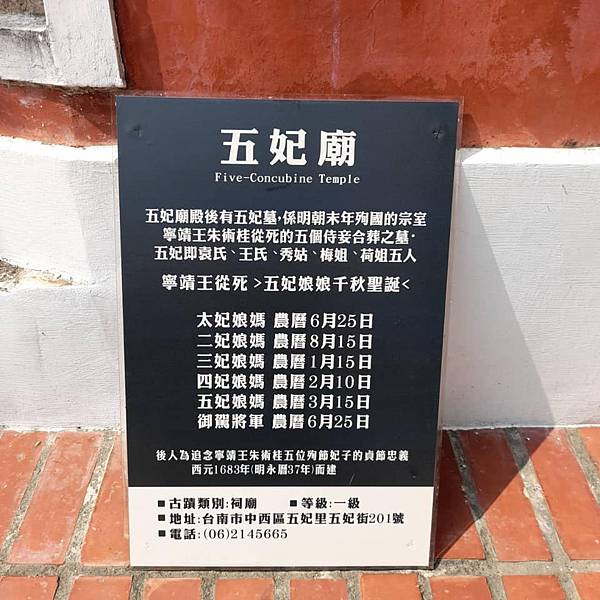 五妃廟
Five-Concubine Temple
五妃廟殿後有五妃墓,係明朝末年殉國的宗室
寧靖王朱術桂從死的五個侍妾合葬之墓。
五妃即袁氏、王氏、秀姑、梅姐、荷姐五人
寧靖王從死>五妃娘娘千秋聖誕<
太妃娘媽 農曆6月25日
二妃娘媽 農曆8月15日
三妃娘媽 農曆1月15日
四妃娘媽 農曆2月10日
五妃娘媽 農曆3月15日
御駕將軍 農曆6月25日
後人為追念寧靖王朱術桂五位殉節妃子的貞節忠義
西元1683年(明永曆37年)而建
■古蹟類別:祠廟 ■等級:一級
■地址:台南市中西區五妃里五妃街201號
■電話:(06)2145665